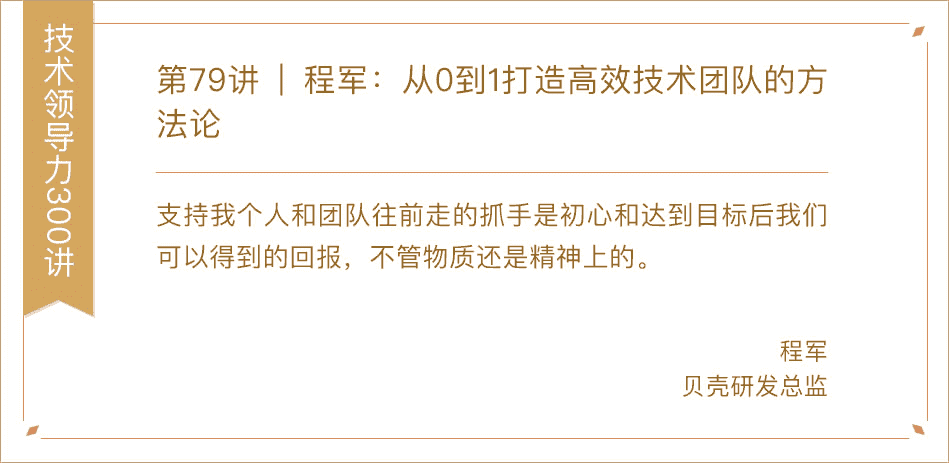 技术领导力300讲
第79讲 | 程军：从0到1打造高效技术团队的方
法论
支持我个人和团队往前走的抓手是初心和达到目标后我们
可以得到的回报，不管物质还是精神上的。
程军
贝壳研发总监